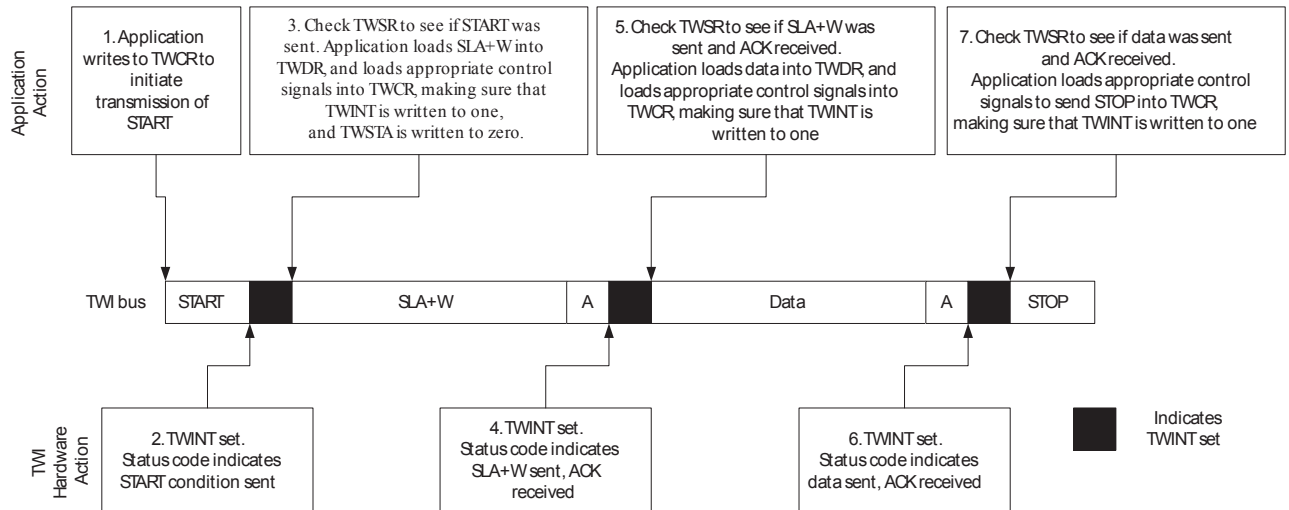 Application
Action
1. Application
writes to TWCR to
initiate
transmission of
START
3. Check TWSR to see if START was
sent. Application loads SLA+W into
TWDR, and loads appropriate control
signals into TWCR, making sure that
TWINT is written to one,
and TWSTA is written to zero.
5. Check TWSR to see if SLA+W was
sent and ACK received.
Application loads data into TWDR, and
loads appropriate control signals into
TWCR, making sure that TWINT is
written to one
7. Check TWSR to see if data was sent
and ACK received.
Application loads appropriate control
signals to send STOP into TWCR,
making sure that TWINT is written to one
TWI bus
START
SLA+W
A
Data
A
STOP
TWI
Hardware
Action
2. TWINT set.
Status code indicates
START condition sent
4. TWINT set.
Status code indicates
SLA+W sent, ACK
received
6. TWINT set.
Status code indicates
data sent, ACK received
Indicates
TWINT set